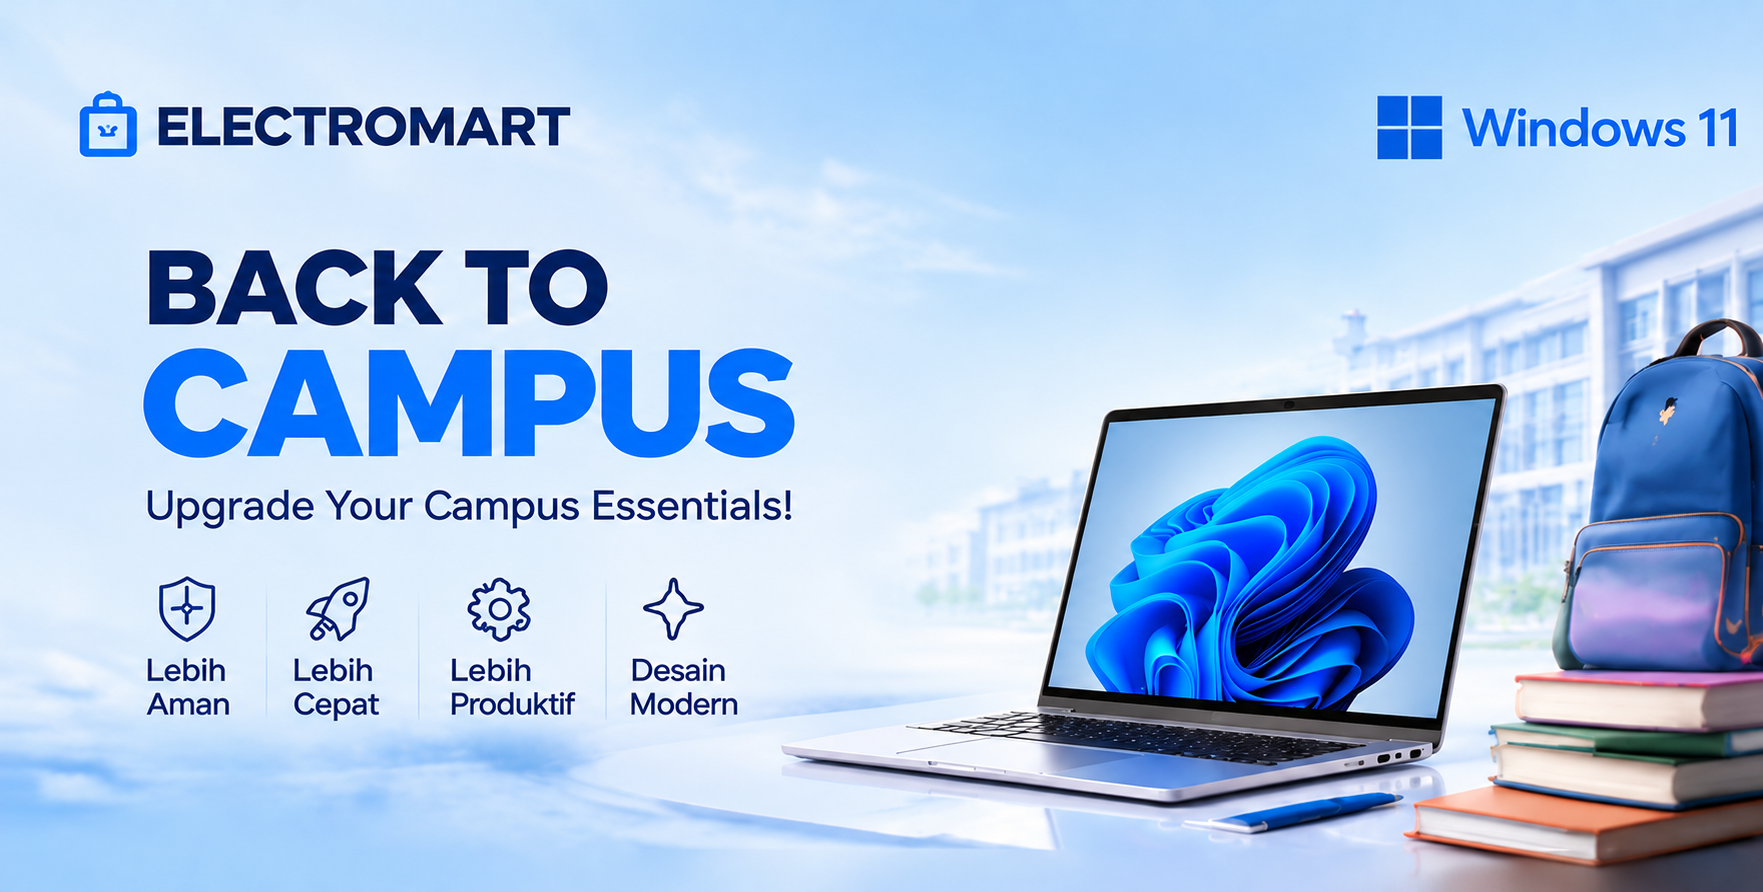 ELECTROMART
Windows 11
BACK TO
CAMPUS
Upgrade Your Campus Essentials!
Lebih
Aman
Lebih
Cepat
Lebih
Produktif
Desain
Modern